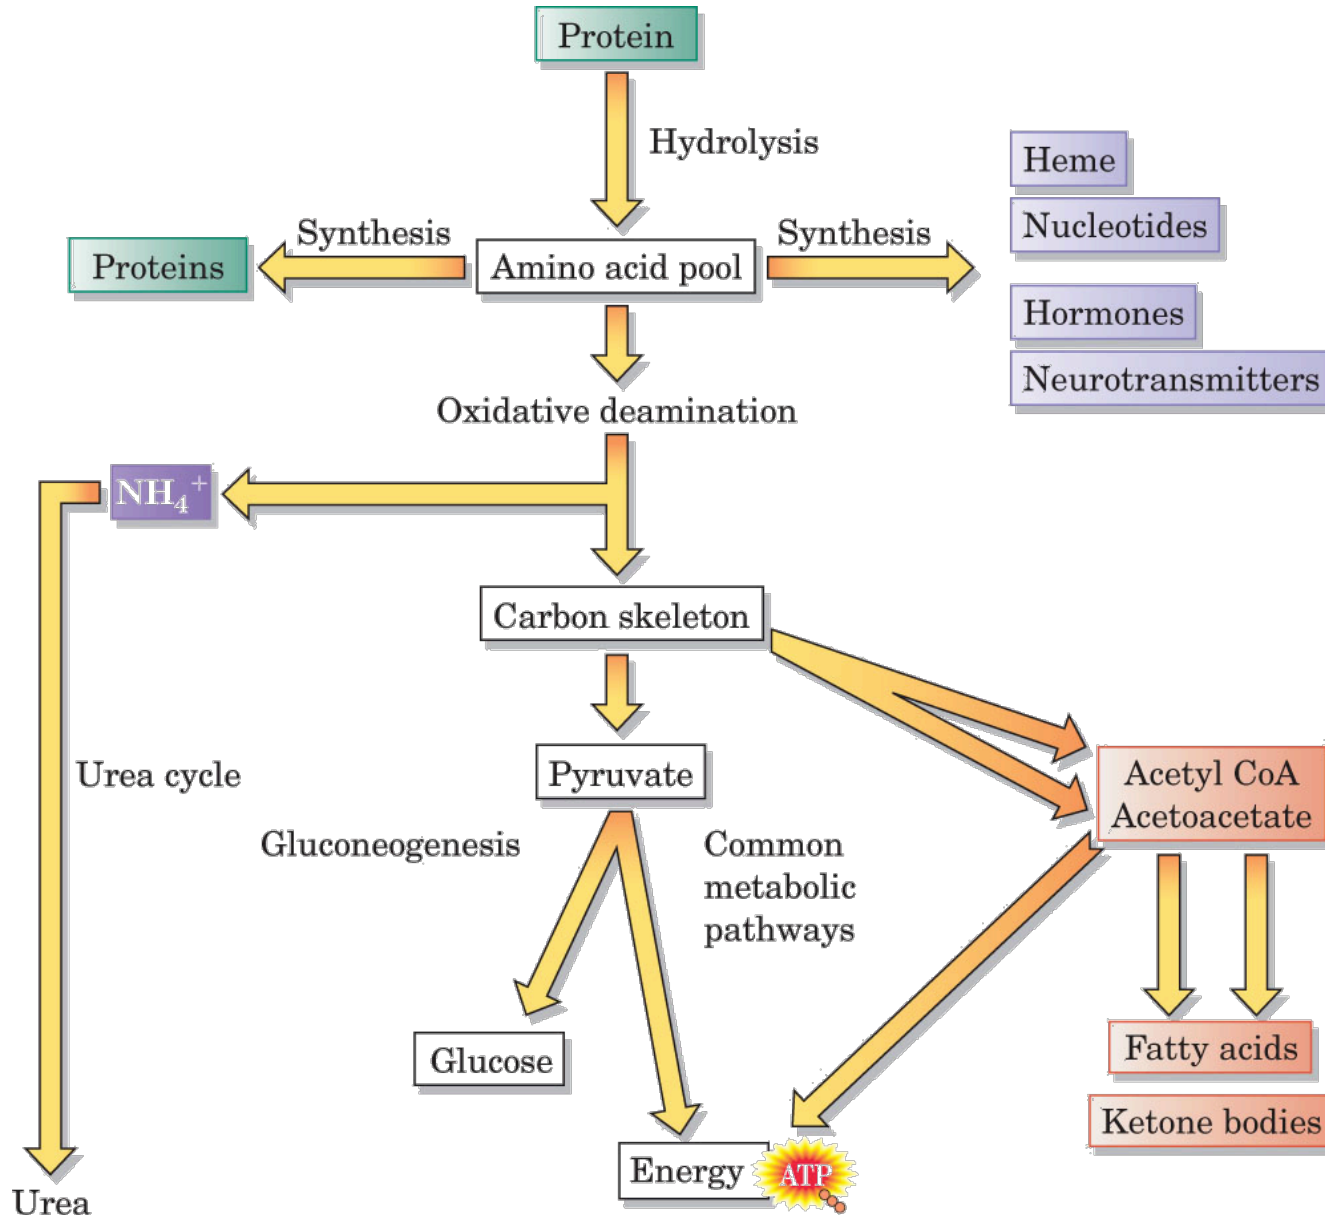 Protein
Hydrolysis
Heme
Nucleotides
Synthesis
Synthesis
Proteins
Amino acid pool
Hormones
Neurotransmitters
Oxidative deamination
NH₄⁺
Carbon skeleton
Urea cycle
Pyruvate
Acetyl CoA
Acetoacetate
Gluconeogenesis
Common
metabolic
pathways
Glucose
Fatty acids
Ketone bodies
Energy
ATP
Urea